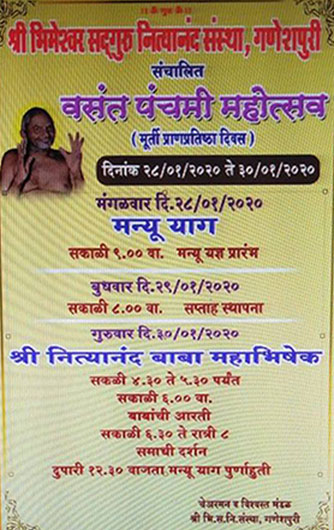 ॥ ॐ गुरु ॐ ॥
श्री भिमेश्वर सद्गुरु नित्यानंद संस्था, गणेशपुरी
संचालित
वसंत पंचमी महोत्सव
( मूर्ती प्राणप्रतिष्ठा दिवस )
दिनांक २८/०१/२०२० ते ३०/०१/२०२०
मंगळवार दि.२८/०१/२०२०
मन्यू याग
सकाळी ९.०० वा. मन्यू यज्ञ प्रारंम
बुधवार दि.२९/०१/२०२०
सकाळी ८.०० वा. सप्ताह स्थापना
गुरुवार दि.३०/०१/२०२०
श्री नित्यानंद बाबा महाभिषेक
सकळी ४.३० ते ५.३० पर्यंत
सकाळी ६.०० वा.
बाबांची आरती
सकाळी ६.३० ते रात्री ८
समाधी दर्शन
दुपारी १२.३० वाजता मन्यू याग पुर्णाहुती
चेअरमन व विश्वस्त मंडळ
श्री भि.स.नि.संस्था, गणेशपुरी